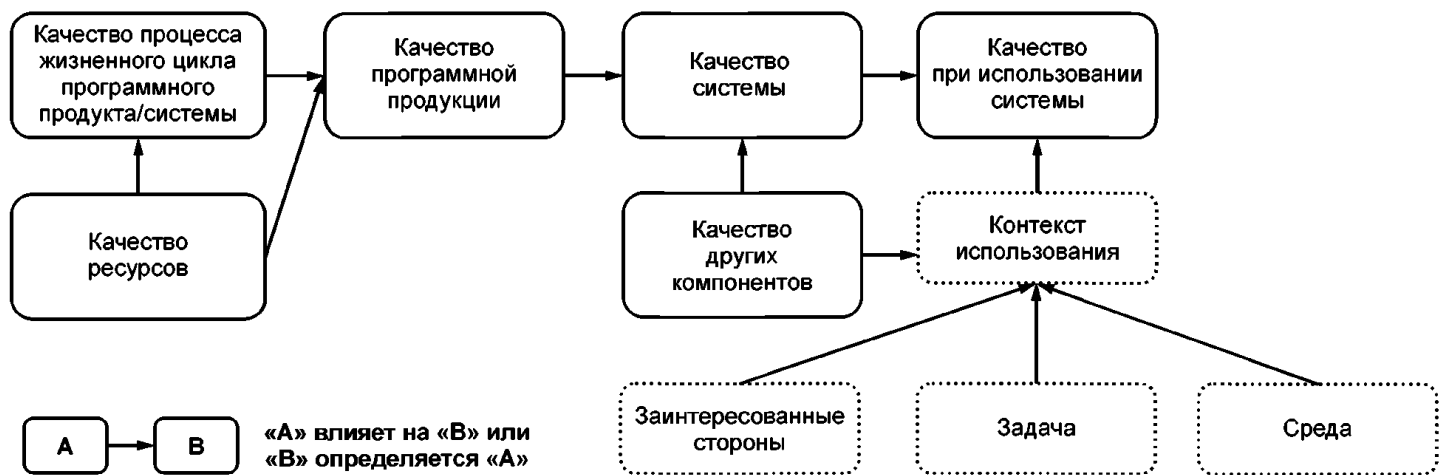 Качество процесса
жизненного цикла
программного
продукта/системы
Качество
программной
продукции
Качество
системы
Качество
при использовании
системы
Качество
ресурсов
Качество
других
компонентов
Контекст
использования
Заинтересованные
стороны
Задача
Среда
A
B
«A» влияет на «B» или
«B» определяется «A»